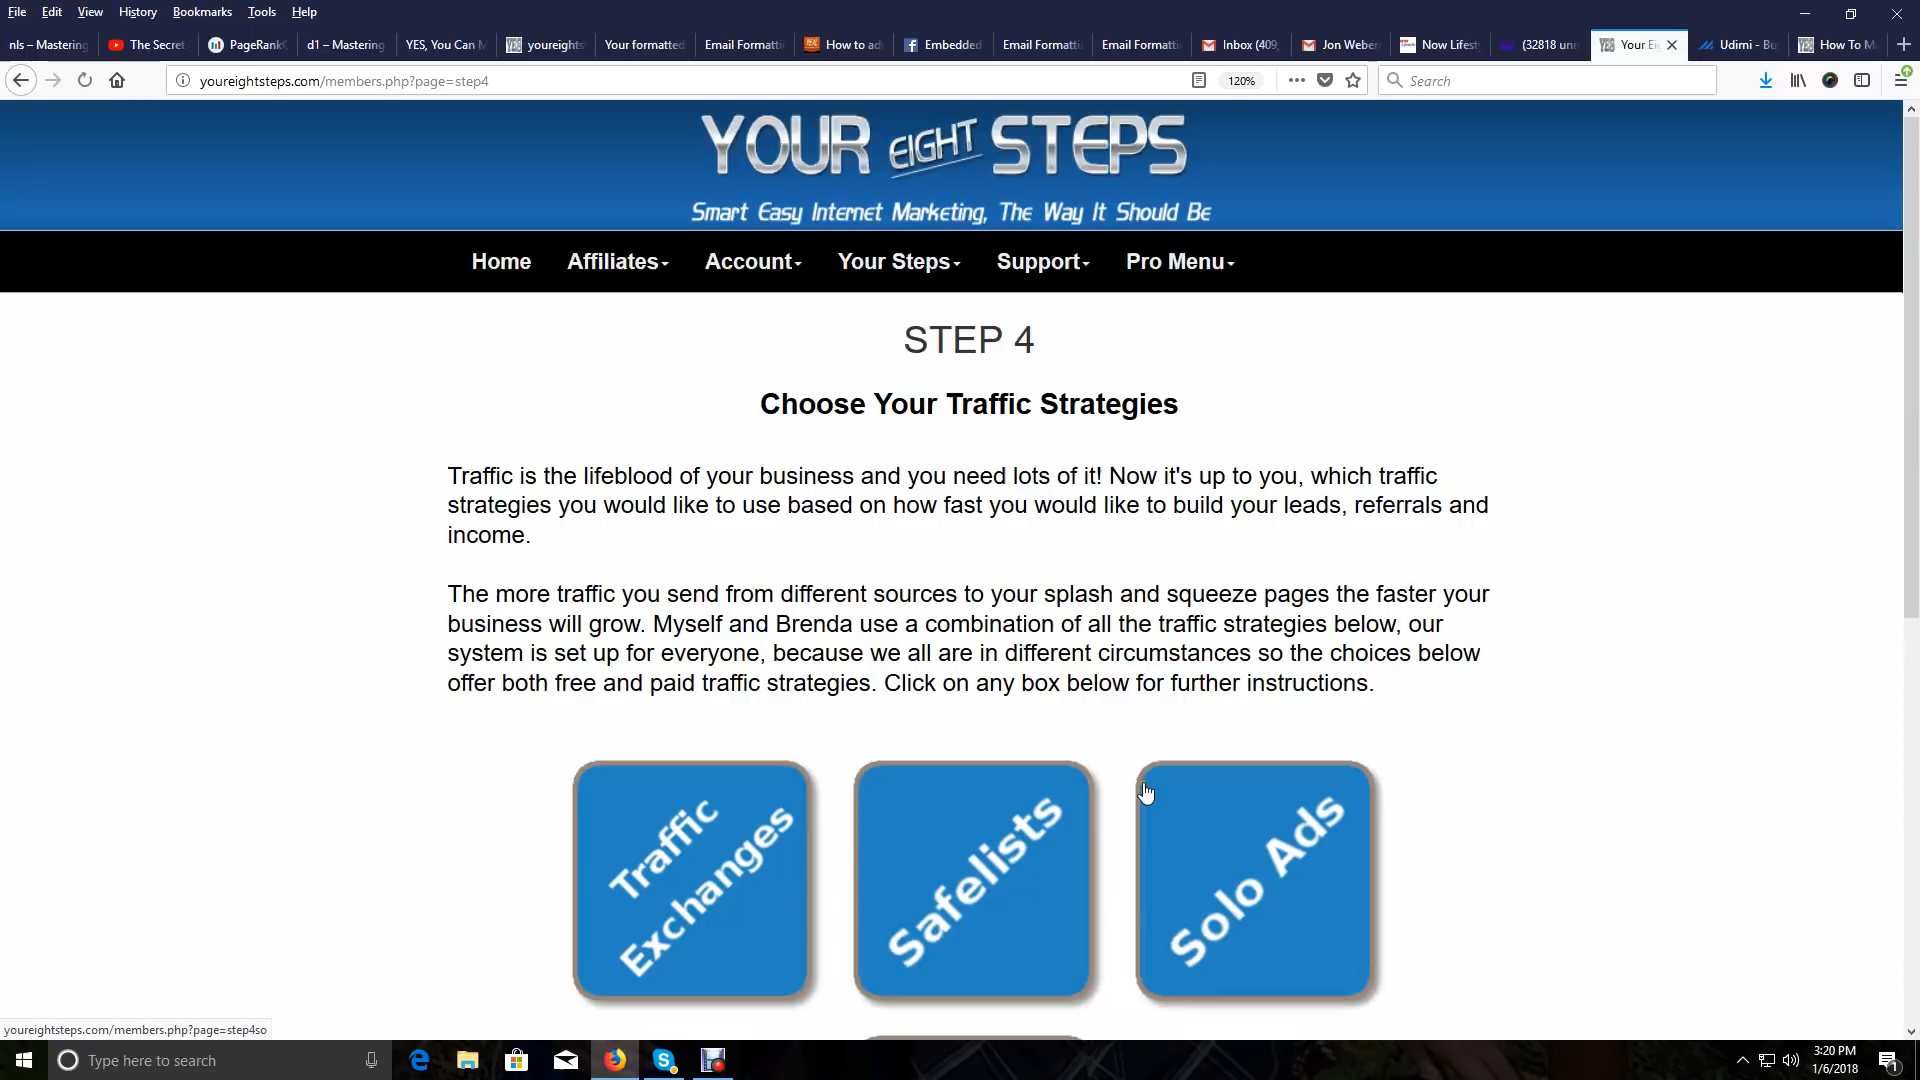 File Edit View History Bookmarks Tools Help
nls – Mastering
The Secret
PageRank
d1 – Mastering
YES, You Can M
youreights
Your formatted
Email Formatti
How to ad
Embedded
Email Formatti
Email Formatti
Inbox (409,
Jon Weber
Now Lifest
(32818 unr
Your Eig
Udimi - Bu
How To M
youreightsteps.com/members.php?page=step4
120%
Search
YOUR EIGHT STEPS
Smart Easy Internet Marketing, The Way It Should Be
Home Affiliates Account Your Steps Support Pro Menu
STEP 4
Choose Your Traffic Strategies
Traffic is the lifeblood of your business and you need lots of it! Now it's up to you, which traffic
strategies you would like to use based on how fast you would like to build your leads, referrals and
income.
The more traffic you send from different sources to your splash and squeeze pages the faster your
business will grow. Myself and Brenda use a combination of all the traffic strategies below, our
system is set up for everyone, because we all are in different circumstances so the choices below
offer both free and paid traffic strategies. Click on any box below for further instructions.
Traffic
Exchanges
Safelists
Solo Ads
youreightsteps.com/members.php?page=step4so
Type here to search
3:20 PM
1/6/2018
1